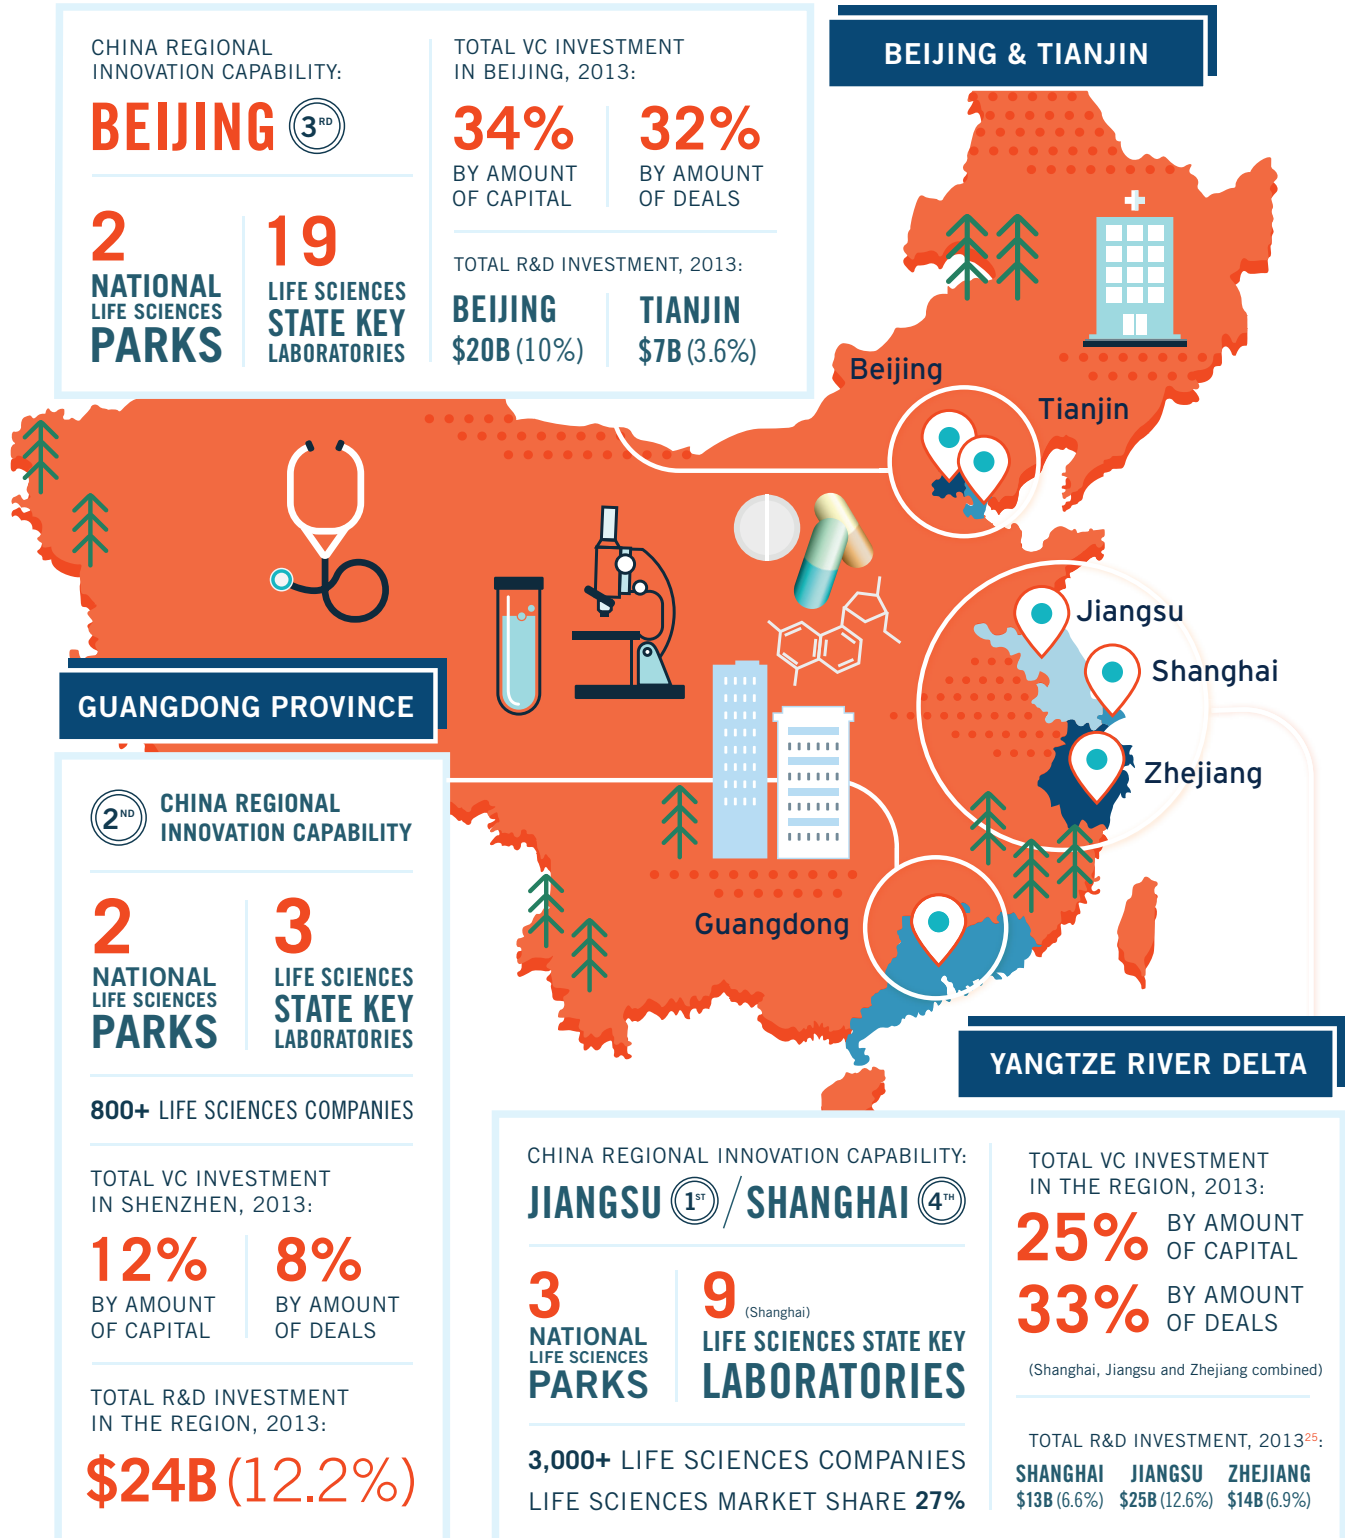 BEIJING & TIANJIN
CHINA REGIONAL
INNOVATION CAPABILITY:
BEIJING 3RD
2
NATIONAL
LIFE SCIENCES
PARKS
19
LIFE SCIENCES
STATE KEY
LABORATORIES
TOTAL VC INVESTMENT
IN BEIJING, 2013:
34%
BY AMOUNT
OF CAPITAL
32%
BY AMOUNT
OF DEALS
TOTAL R&D INVESTMENT, 2013:
BEIJING
$20B (10%)
TIANJIN
$7B (3.6%)
Beijing
Tianjin
Jiangsu
Shanghai
Zhejiang
Guangdong
GUANGDONG PROVINCE
2ND CHINA REGIONAL
INNOVATION CAPABILITY
2
NATIONAL
LIFE SCIENCES
PARKS
3
LIFE SCIENCES
STATE KEY
LABORATORIES
800+ LIFE SCIENCES COMPANIES
TOTAL VC INVESTMENT
IN SHENZHEN, 2013:
12%
BY AMOUNT
OF CAPITAL
8%
BY AMOUNT
OF DEALS
TOTAL R&D INVESTMENT
IN THE REGION, 2013:
$24B (12.2%)
YANGTZE RIVER DELTA
CHINA REGIONAL INNOVATION CAPABILITY:
JIANGSU 1ST / SHANGHAI 4TH
3
NATIONAL
LIFE SCIENCES
PARKS
9 (Shanghai)
LIFE SCIENCES STATE KEY
LABORATORIES
3,000+ LIFE SCIENCES COMPANIES
LIFE SCIENCES MARKET SHARE 27%
TOTAL VC INVESTMENT
IN THE REGION, 2013:
25% BY AMOUNT
OF CAPITAL
33% BY AMOUNT
OF DEALS
(Shanghai, Jiangsu and Zhejiang combined)
TOTAL R&D INVESTMENT, 201325:
SHANGHAI JIANGSU ZHEJIANG
$13B (6.6%) $25B (12.6%) $14B (6.9%)